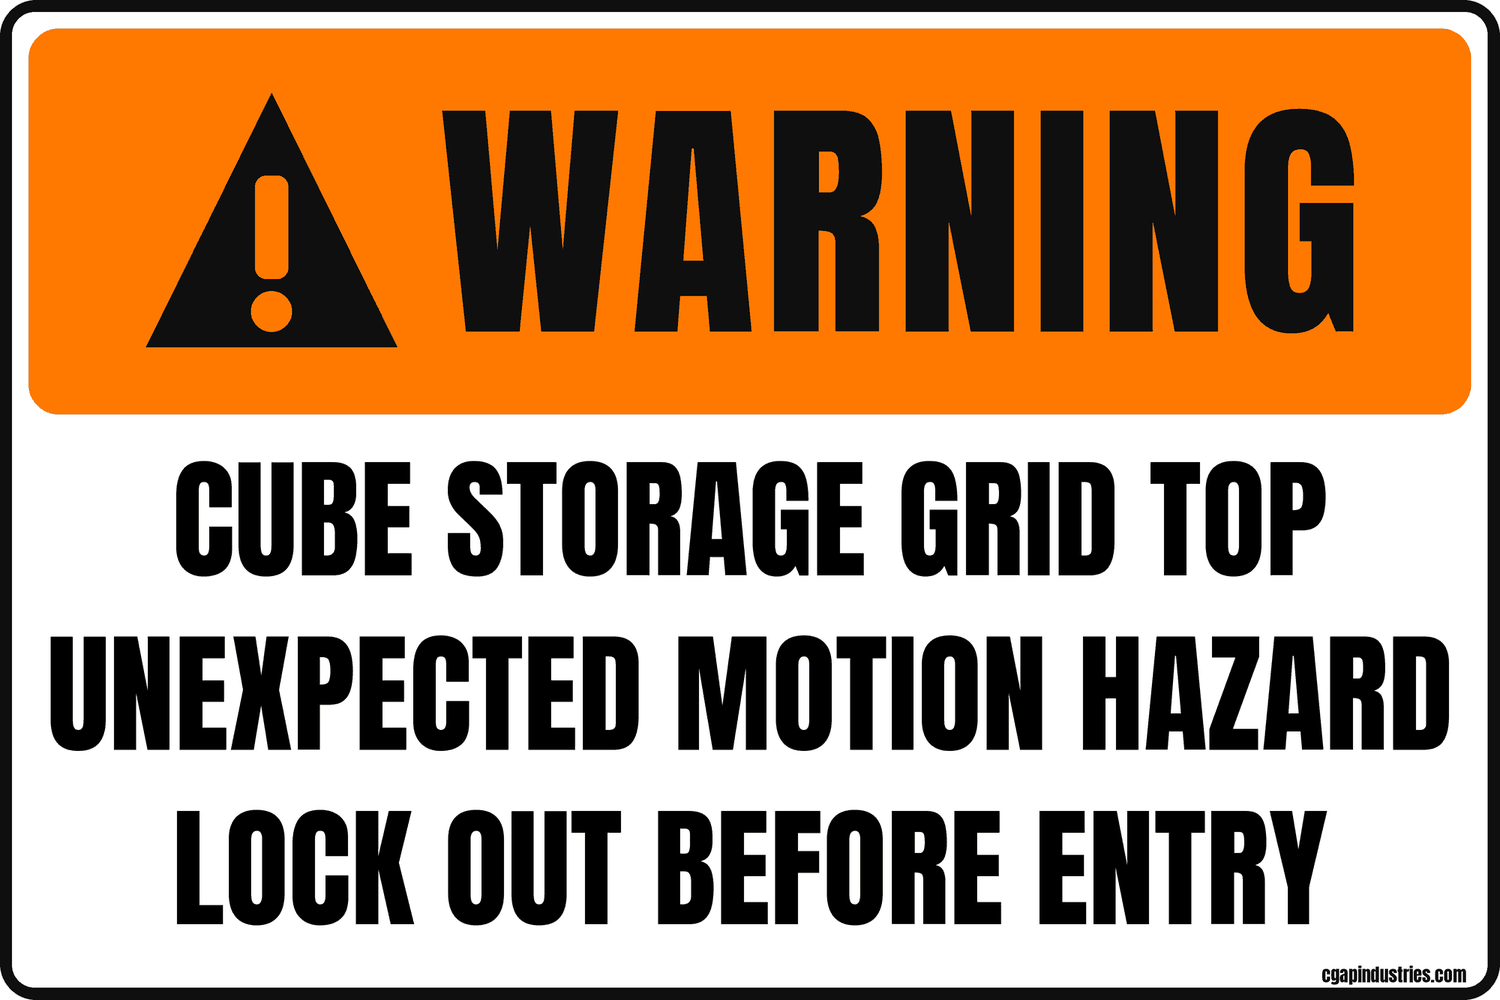 WARNING
CUBE STORAGE GRID TOP
UNEXPECTED MOTION HAZARD
LOCK OUT BEFORE ENTRY
cgapindustries.com